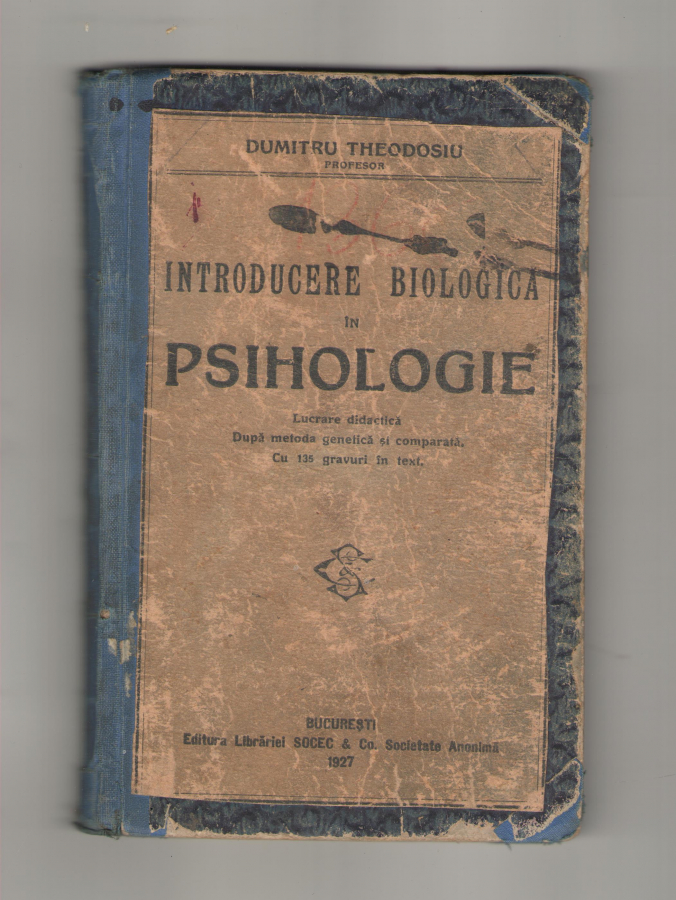 DUMITRU THEODOSIU
PROFESOR
INTRODUCERE BIOLOGICA
ÎN
PSIHOLOGIE
Lucrare didactică
După metoda genetică și comparată.
Cu 135 gravuri în text.
BUCUREȘTI
Editura Librăriei SOCEC & Co. Societate Anonimă
1927